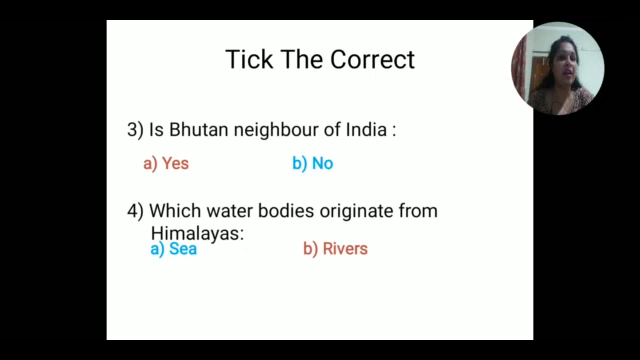 Tick The Correct
3) Is Bhutan neighbour of India :
a) Yes b) No
4) Which water bodies originate from
Himalayas:
a) Sea b) Rivers